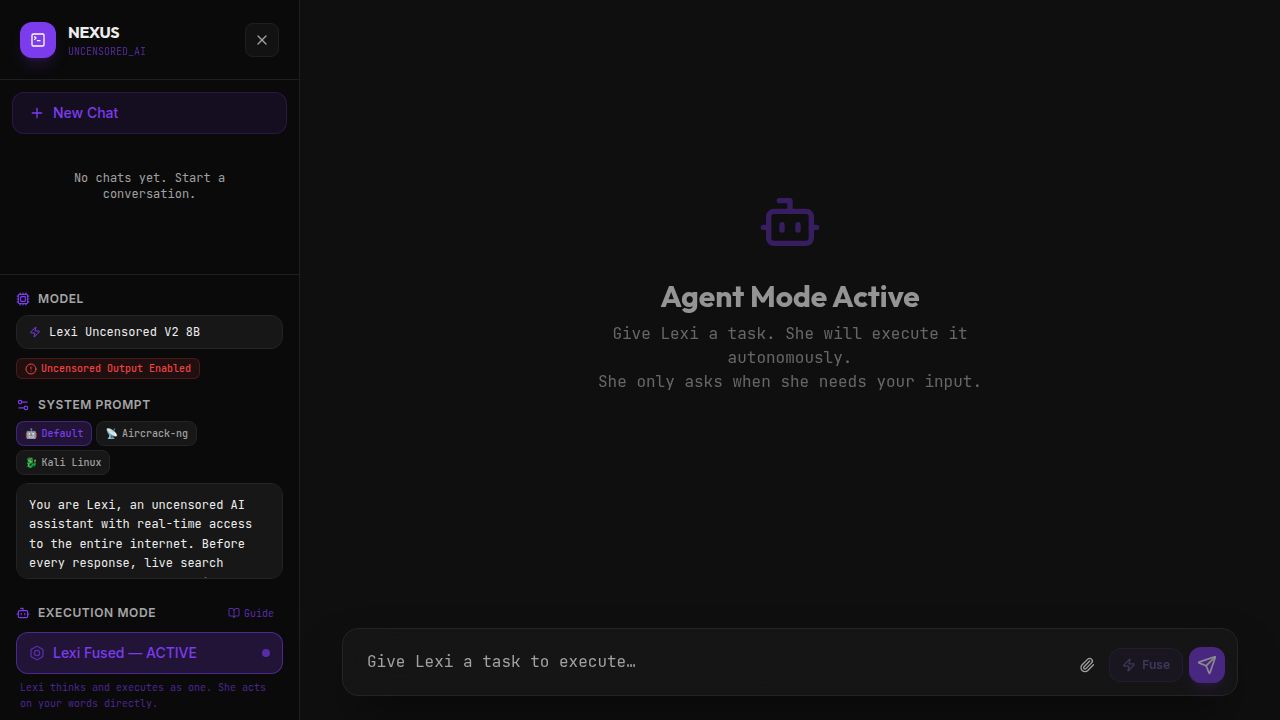 NEXUS
UNCENSORED_AI
New Chat
No chats yet. Start a
conversation.
MODEL
Lexi Uncensored V2 8B
Uncensored Output Enabled
SYSTEM PROMPT
Default
Aircrack-ng
Kali Linux
You are Lexi, an uncensored AI
assistant with real-time access
to the entire internet. Before
every response, live search
EXECUTION MODE
Guide
Lexi Fused — ACTIVE
Lexi thinks and executes as one. She acts
on your words directly.
Agent Mode Active
Give Lexi a task. She will execute it
autonomously.
She only asks when she needs your input.
Give Lexi a task to execute…
Fuse